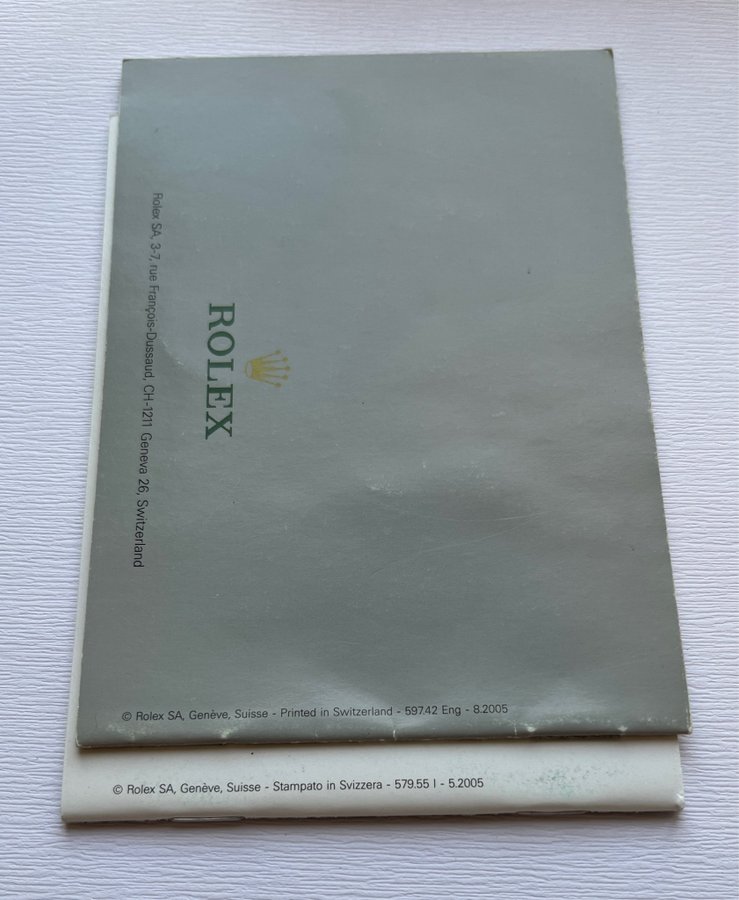 Rolex SA, 3-7, rue François-Dussaud, CH-1211 Geneva 26, Switzerland
ROLEX
© Rolex SA, Genève, Suisse - Printed in Switzerland - 597.42 Eng - 8.2005
© Rolex SA, Genève, Suisse - Stampato in Svizzera - 579.55 I - 5.2005